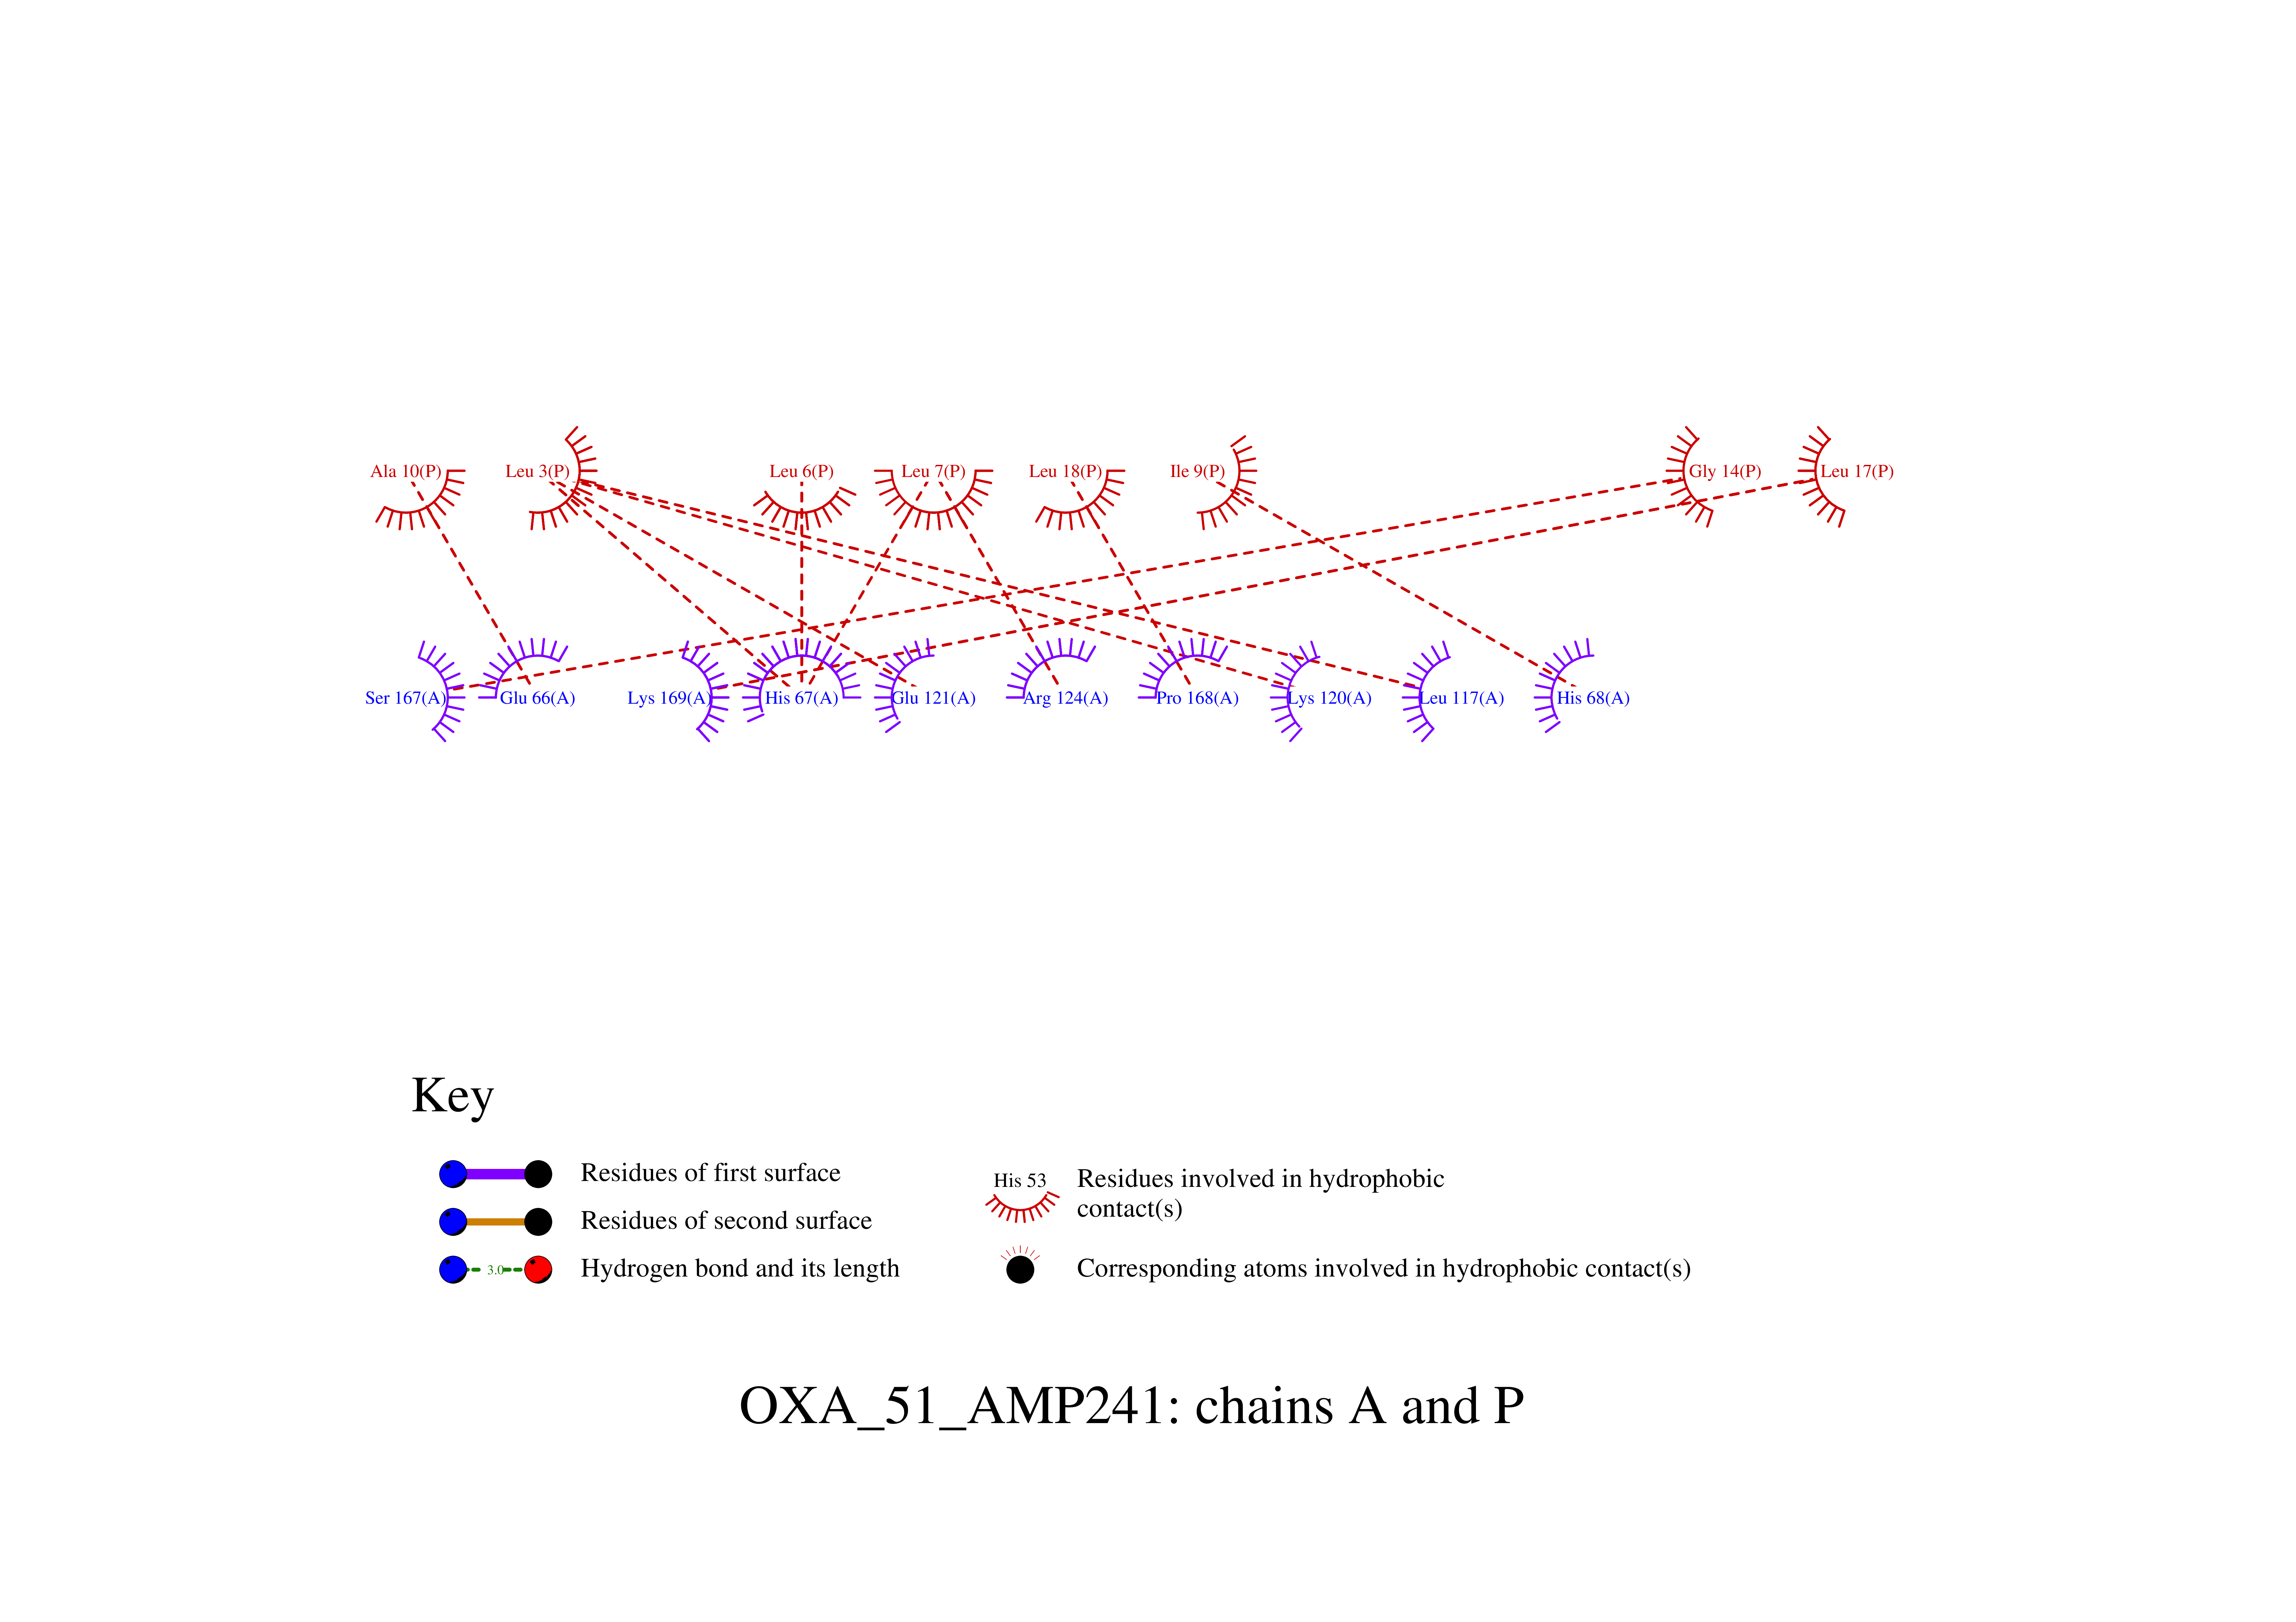 Ala 10(P) Leu 3(P) Leu 6(P) Leu 7(P) Leu 18(P) Ile 9(P) Gly 14(P) Leu 17(P)
Ser 167(A) Glu 66(A) Lys 169(A) His 67(A) Glu 121(A) Arg 124(A) Pro 168(A) Lys 120(A) Leu 117(A) His 68(A)
Key
Residues of first surface
Residues of second surface
3.0
Hydrogen bond and its length
His 53
Residues involved in hydrophobic
contact(s)
Corresponding atoms involved in hydrophobic contact(s)
OXA_51_AMP241: chains A and P